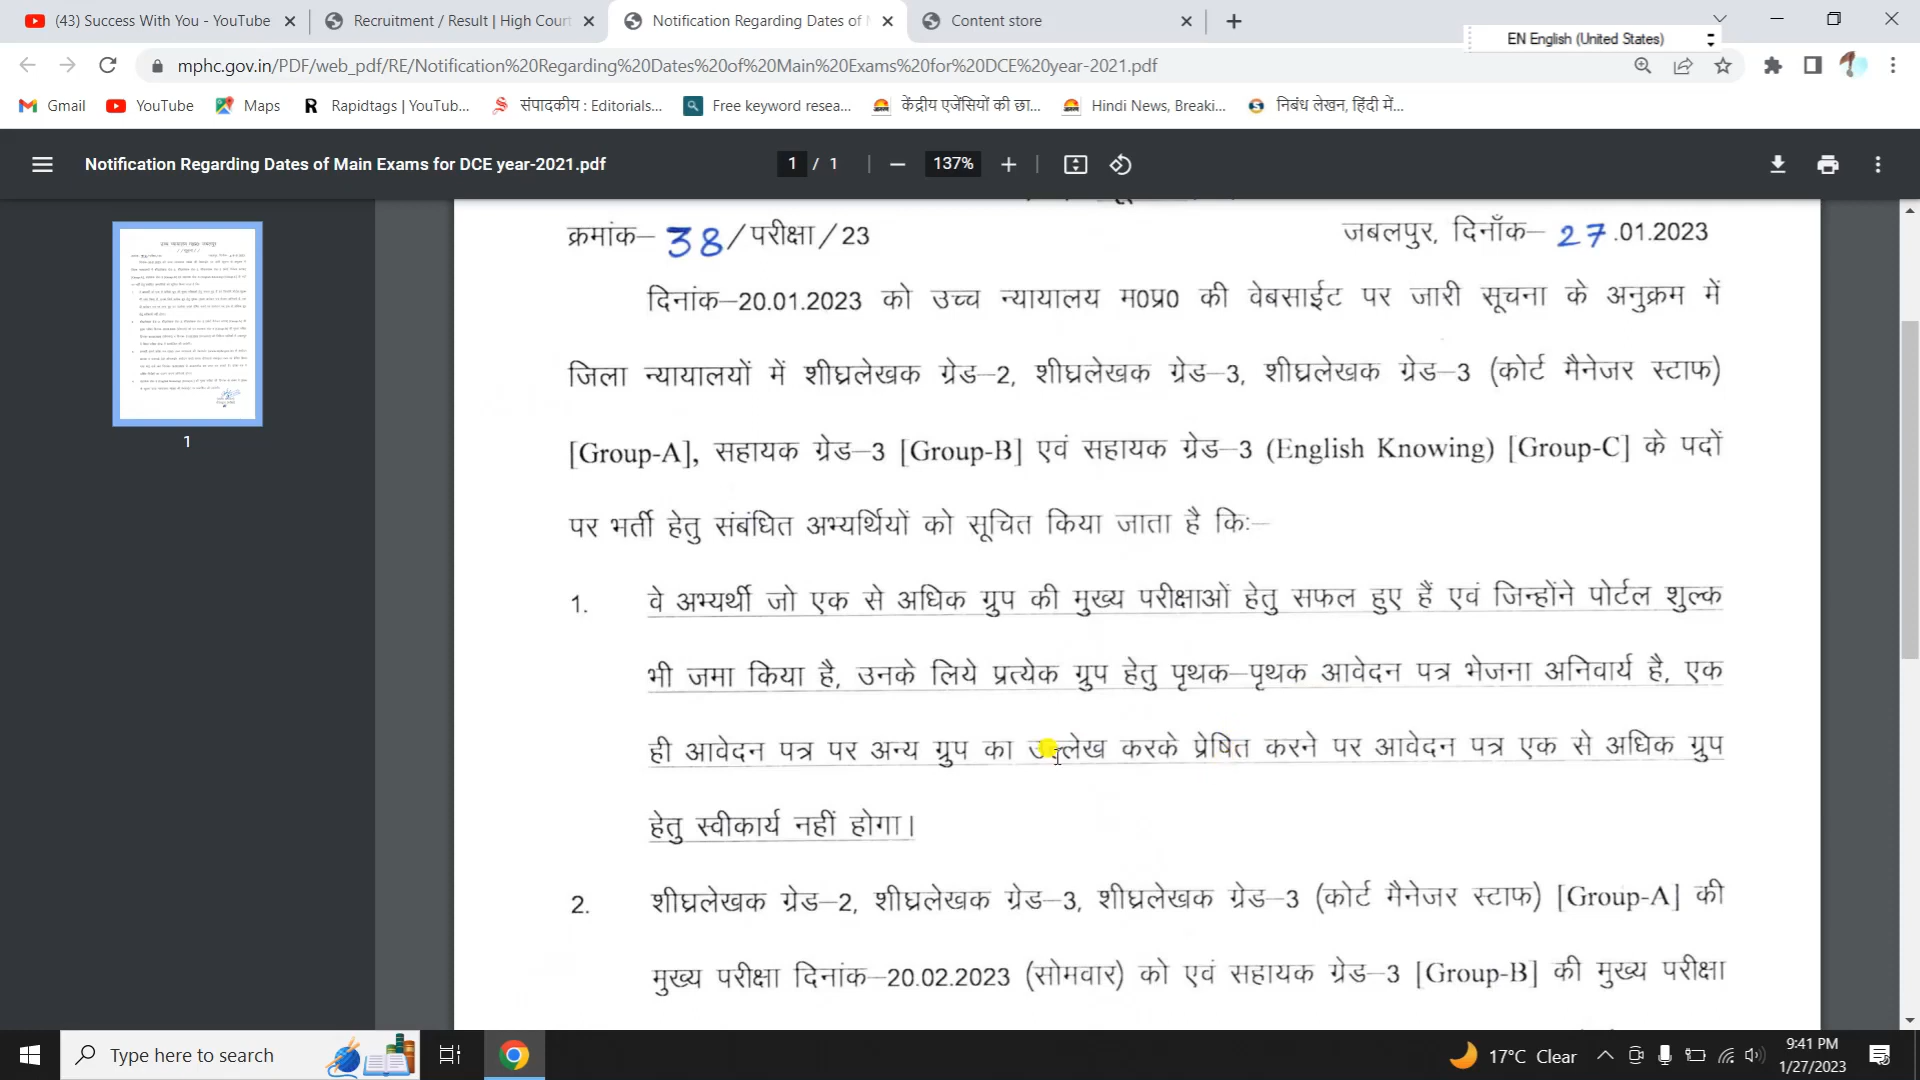 (43) Success With You - YouTube
Recruitment / Result | High Court
Notification Regarding Dates of
Content store
EN English (United States)
mphc.gov.in/PDF/web_pdf/RE/Notification%20Regarding%20Dates%20of%20Main%20Exams%20for%20DCE%20year-2021.pdf
Gmail
YouTube
Maps
Rapidtags | YouTub...
संपादकीय : Editorials...
Free keyword resea...
केंद्रीय एजेंसियों की छा...
Hindi News, Breaki...
निबंध लेखन, हिंदी में...
Notification Regarding Dates of Main Exams for DCE year-2021.pdf
1 / 1
137%
1
क्रमांक– 38/परीक्षा/23 जबलपुर, दिनाँक– 27.01.2023
दिनांक–20.01.2023 को उच्च न्यायालय म0प्र0 की वेबसाईट पर जारी सूचना के अनुक्रम में
जिला न्यायालयों में शीघ्रलेखक ग्रेड–2, शीघ्रलेखक ग्रेड–3, शीघ्रलेखक ग्रेड–3 (कोर्ट मैनेजर स्टाफ)
[Group-A], सहायक ग्रेड–3 [Group-B] एवं सहायक ग्रेड–3 (English Knowing) [Group-C] के पदों
पर भर्ती हेतु संबंधित अभ्यर्थियों को सूचित किया जाता है किः–
1. वे अभ्यर्थी जो एक से अधिक ग्रुप की मुख्य परीक्षाओं हेतु सफल हुए हैं एवं जिन्होंने पोर्टल शुल्क
भी जमा किया है, उनके लिये प्रत्येक ग्रुप हेतु पृथक–पृथक आवेदन पत्र भेजना अनिवार्य है, एक
ही आवेदन पत्र पर अन्य ग्रुप का उल्लेख करके प्रेषित करने पर आवेदन पत्र एक से अधिक ग्रुप
हेतु स्वीकार्य नहीं होगा।
2. शीघ्रलेखक ग्रेड–2, शीघ्रलेखक ग्रेड–3, शीघ्रलेखक ग्रेड–3 (कोर्ट मैनेजर स्टाफ) [Group-A] की
मुख्य परीक्षा दिनांक–20.02.2023 (सोमवार) को एवं सहायक ग्रेड–3 [Group-B] की मुख्य परीक्षा
Type here to search
17°C Clear
9:41 PM
1/27/2023